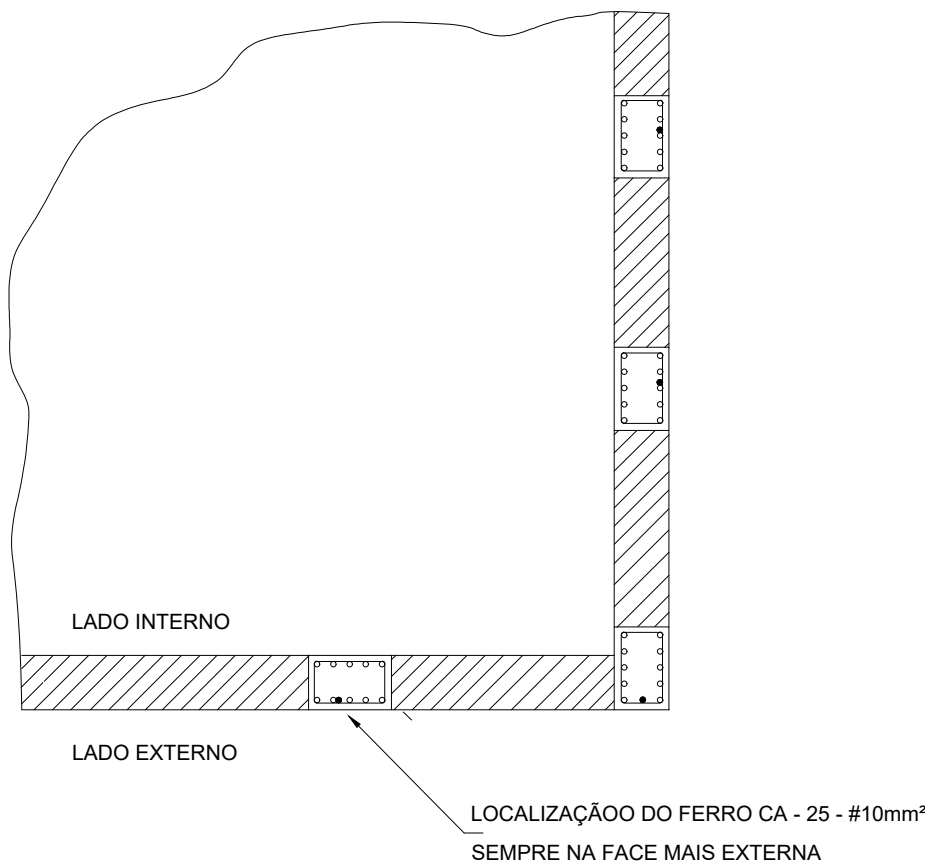 LADO INTERNO
LADO EXTERNO
LOCALIZAÇÃOO DO FERRO CA - 25 - #10mm²
SEMPRE NA FACE MAIS EXTERNA